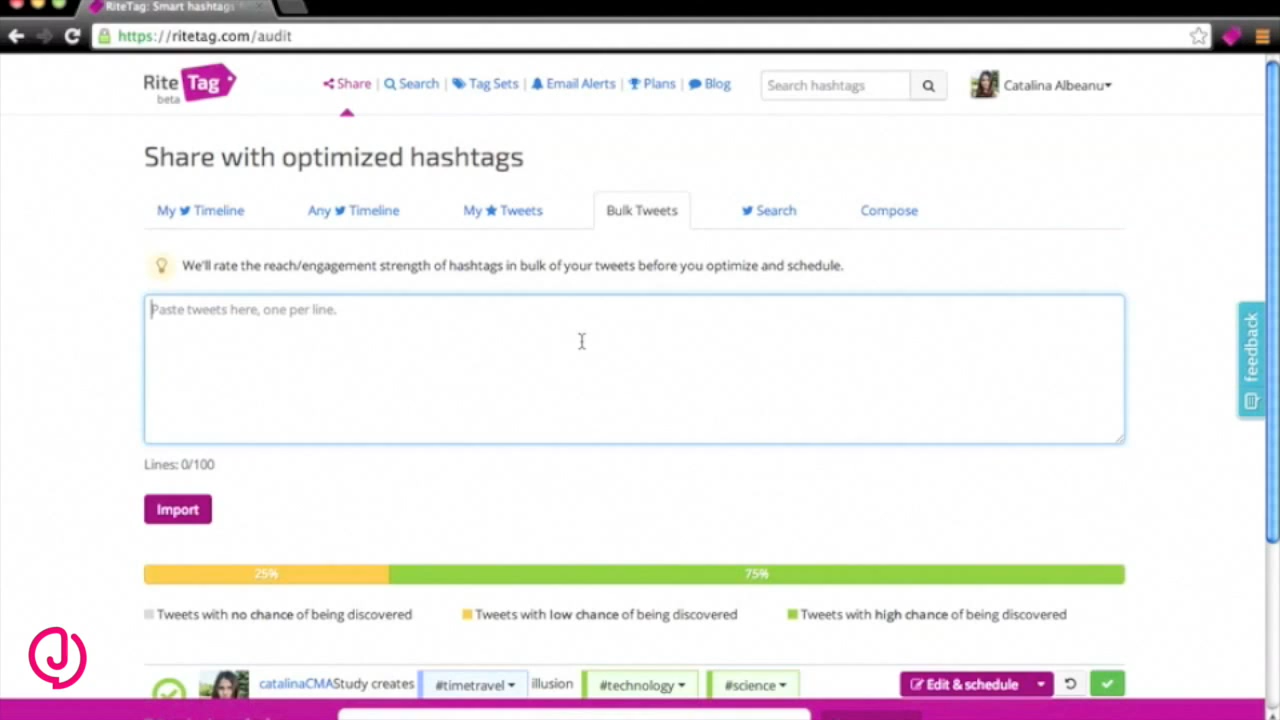 RiteTag: Smart hashtags
https://ritetag.com/audit
Rite Tag
beta
Share | Search | Tag Sets | Email Alerts | Plans | Blog
Search hashtags
Catalina Albeanu
Share with optimized hashtags
My Timeline
Any Timeline
My Tweets
Bulk Tweets
Search
Compose
We'll rate the reach/engagement strength of hashtags in bulk of your tweets before you optimize and schedule.
Paste tweets here, one per line.
feedback
Lines: 0/100
Import
25%
75%
Tweets with no chance of being discovered
Tweets with low chance of being discovered
Tweets with high chance of being discovered
catalinaCMAStudy creates #timetravel illusion #technology #science
Edit & schedule